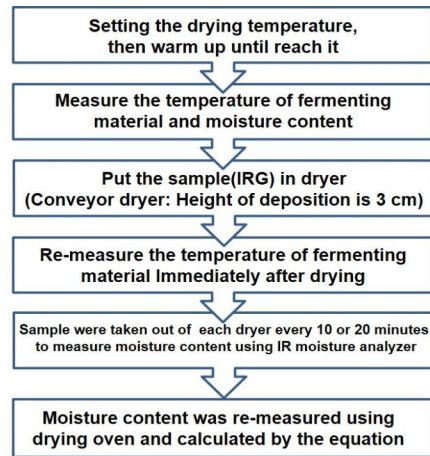 Setting the drying temperature,
then warm up until reach it
Measure the temperature of fermenting
material and moisture content
Put the sample(IRG) in dryer
(Conveyor dryer: Height of deposition is 3 cm)
Re-measure the temperature of fermenting
material Immediately after drying
Sample were taken out of each dryer every 10 or 20 minutes
to measure moisture content using IR moisture analyzer
Moisture content was re-measured using
drying oven and calculated by the equation